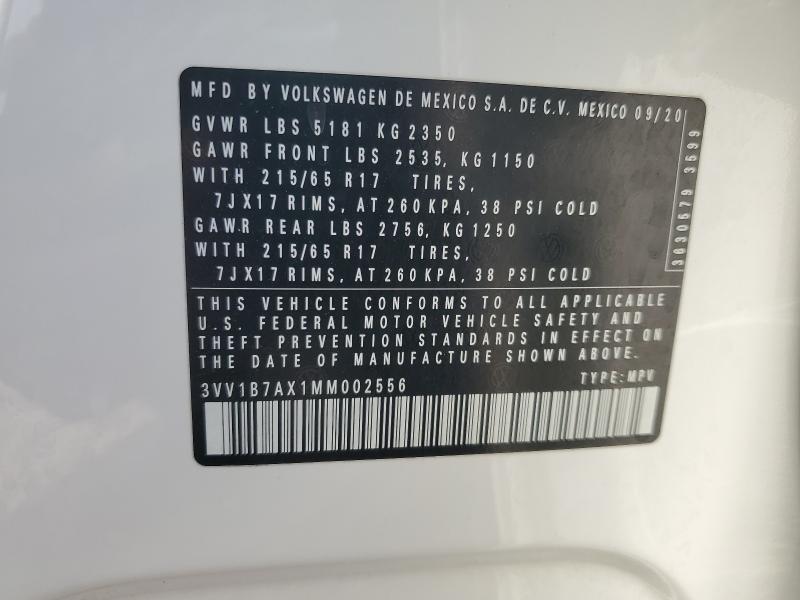 MFD BY VOLKSWAGEN DE MEXICO S.A. DE C.V. MEXICO 09/20
GVWR LBS 5181 KG 2350
GAWR FRONT LBS 2535, KG 1150
WITH 215/65 R17 TIRES,
7JX17 RIMS, AT 260 KPA, 38 PSI COLD
GAWR REAR LBS 2756, KG 1250
WITH 215/65 R17 TIRES,
7JX17 RIMS, AT 260 KPA, 38 PSI COLD
THIS VEHICLE CONFORMS TO ALL APPLICABLE
U.S. FEDERAL MOTOR VEHICLE SAFETY AND
THEFT PREVENTION STANDARDS IN EFFECT ON
THE DATE OF MANUFACTURE SHOWN ABOVE.
3VV1B7AX1MM002556 TYPE:MPV
3630679 3699